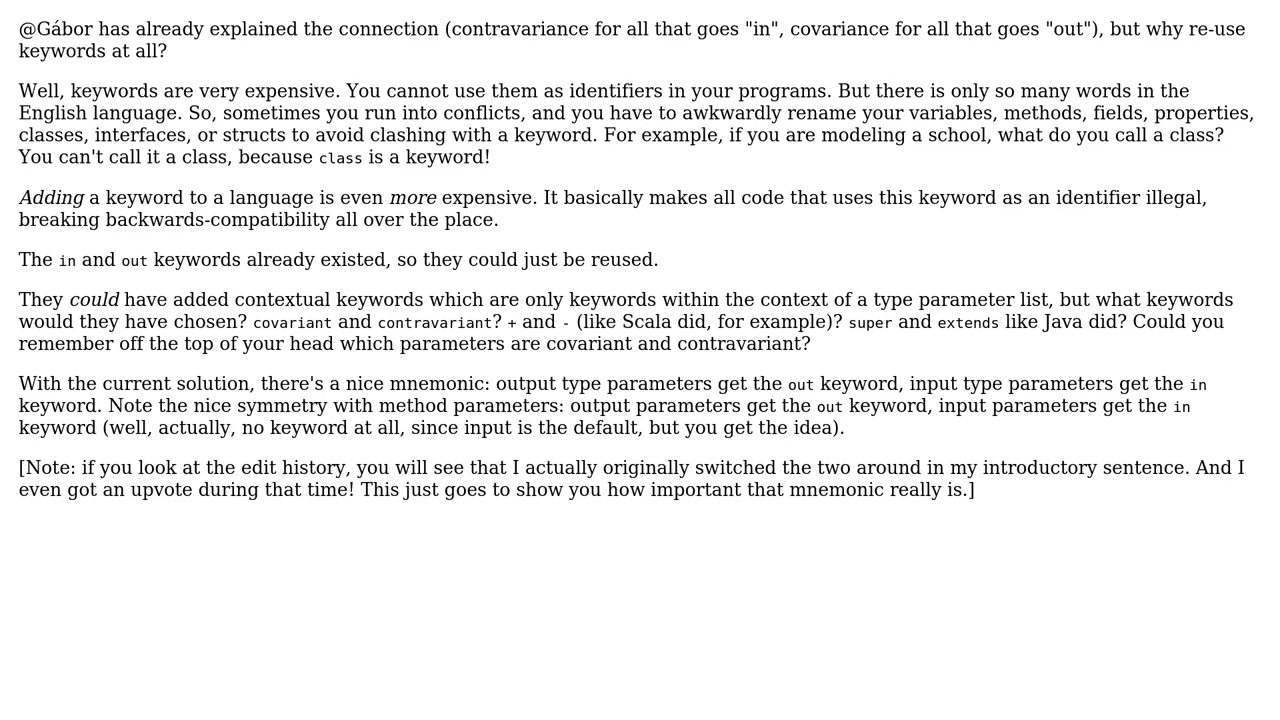 @Gábor has already explained the connection (contravariance for all that goes "in", covariance for all that goes "out"), but why re-use
keywords at all?
Well, keywords are very expensive. You cannot use them as identifiers in your programs. But there is only so many words in the
English language. So, sometimes you run into conflicts, and you have to awkwardly rename your variables, methods, fields, properties,
classes, interfaces, or structs to avoid clashing with a keyword. For example, if you are modeling a school, what do you call a class?
You can't call it a class, because class is a keyword!
Adding a keyword to a language is even more expensive. It basically makes all code that uses this keyword as an identifier illegal,
breaking backwards-compatibility all over the place.
The in and out keywords already existed, so they could just be reused.
They could have added contextual keywords which are only keywords within the context of a type parameter list, but what keywords
would they have chosen? covariant and contravariant? + and - (like Scala did, for example)? super and extends like Java did? Could you
remember off the top of your head which parameters are covariant and contravariant?
With the current solution, there's a nice mnemonic: output type parameters get the out keyword, input type parameters get the in
keyword. Note the nice symmetry with method parameters: output parameters get the out keyword, input parameters get the in
keyword (well, actually, no keyword at all, since input is the default, but you get the idea).
[Note: if you look at the edit history, you will see that I actually originally switched the two around in my introductory sentence. And I
even got an upvote during that time! This just goes to show you how important that mnemonic really is.]